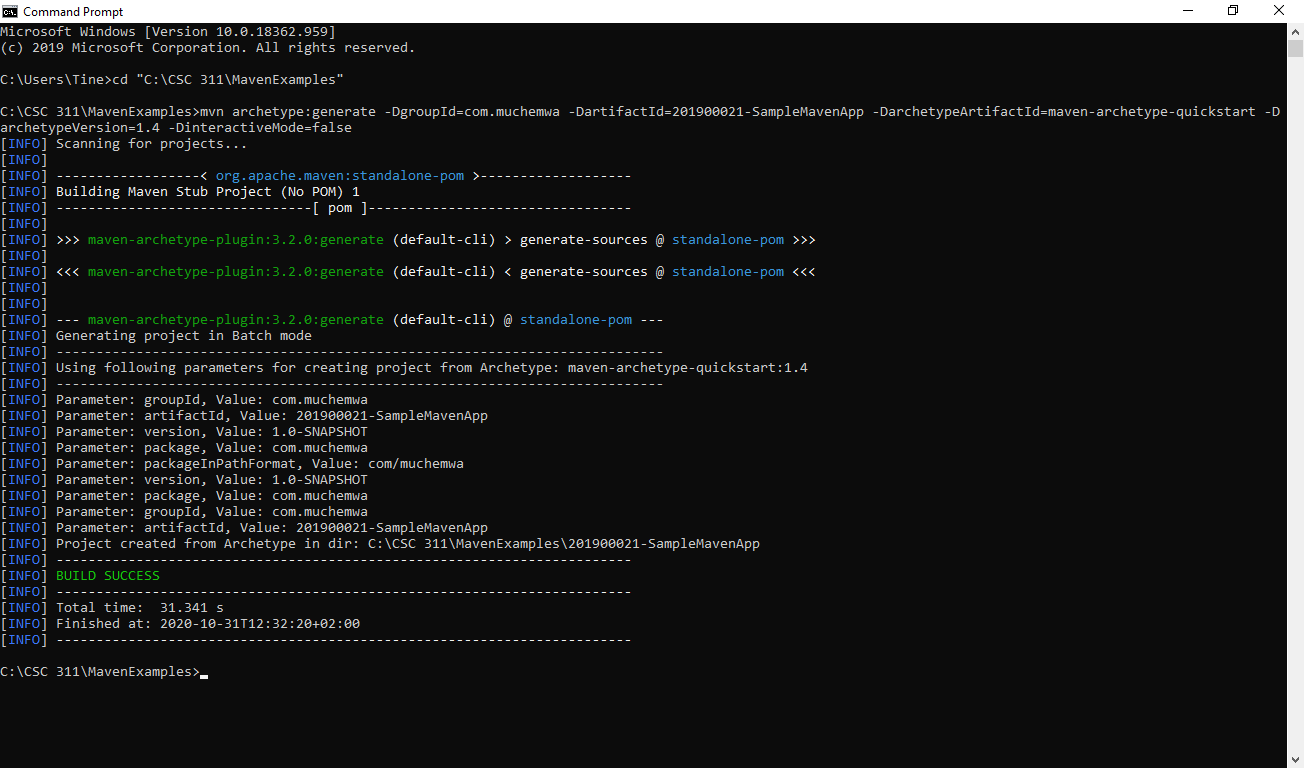 Command Prompt
Microsoft Windows [Version 10.0.18362.959]
(c) 2019 Microsoft Corporation. All rights reserved.
C:\Users\Tine>cd "C:\CSC 311\MavenExamples"
C:\CSC 311\MavenExamples>mvn archetype:generate -DgroupId=com.muchemwa -DartifactId=201900021-SampleMavenApp -DarchetypeArtifactId=maven-archetype-quickstart -D
archetypeVersion=1.4 -DinteractiveMode=false
[INFO] Scanning for projects...
[INFO]
[INFO] ------------------< org.apache.maven:standalone-pom >-------------------
[INFO] Building Maven Stub Project (No POM) 1
[INFO] --------------------------------[ pom ]---------------------------------
[INFO]
[INFO] >>> maven-archetype-plugin:3.2.0:generate (default-cli) > generate-sources @ standalone-pom >>>
[INFO]
[INFO] <<< maven-archetype-plugin:3.2.0:generate (default-cli) < generate-sources @ standalone-pom <<<
[INFO]
[INFO]
[INFO] --- maven-archetype-plugin:3.2.0:generate (default-cli) @ standalone-pom ---
[INFO] Generating project in Batch mode
[INFO] ----------------------------------------------------------------------------
[INFO] Using following parameters for creating project from Archetype: maven-archetype-quickstart:1.4
[INFO] ----------------------------------------------------------------------------
[INFO] Parameter: groupId, Value: com.muchemwa
[INFO] Parameter: artifactId, Value: 201900021-SampleMavenApp
[INFO] Parameter: version, Value: 1.0-SNAPSHOT
[INFO] Parameter: package, Value: com.muchemwa
[INFO] Parameter: packageInPathFormat, Value: com/muchemwa
[INFO] Parameter: version, Value: 1.0-SNAPSHOT
[INFO] Parameter: package, Value: com.muchemwa
[INFO] Parameter: groupId, Value: com.muchemwa
[INFO] Parameter: artifactId, Value: 201900021-SampleMavenApp
[INFO] Project created from Archetype in dir: C:\CSC 311\MavenExamples\201900021-SampleMavenApp
[INFO] ------------------------------------------------------------------------
[INFO] BUILD SUCCESS
[INFO] ------------------------------------------------------------------------
[INFO] Total time:  31.341 s
[INFO] Finished at: 2020-10-31T12:32:20+02:00
[INFO] ------------------------------------------------------------------------
C:\CSC 311\MavenExamples>